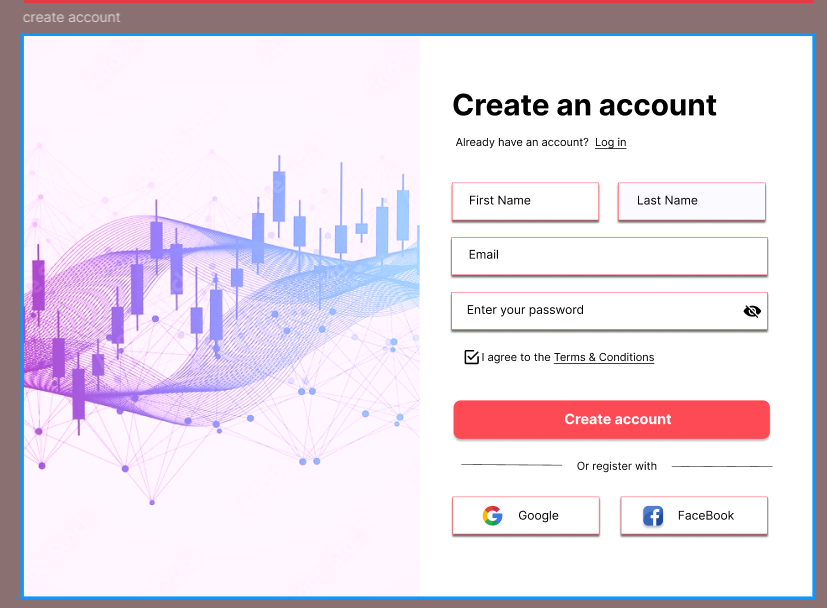 create account
Create an account
Already have an account? Log in
First Name
Last Name
Email
Enter your password
I agree to the Terms & Conditions
Create account
Or register with
Google
FaceBook